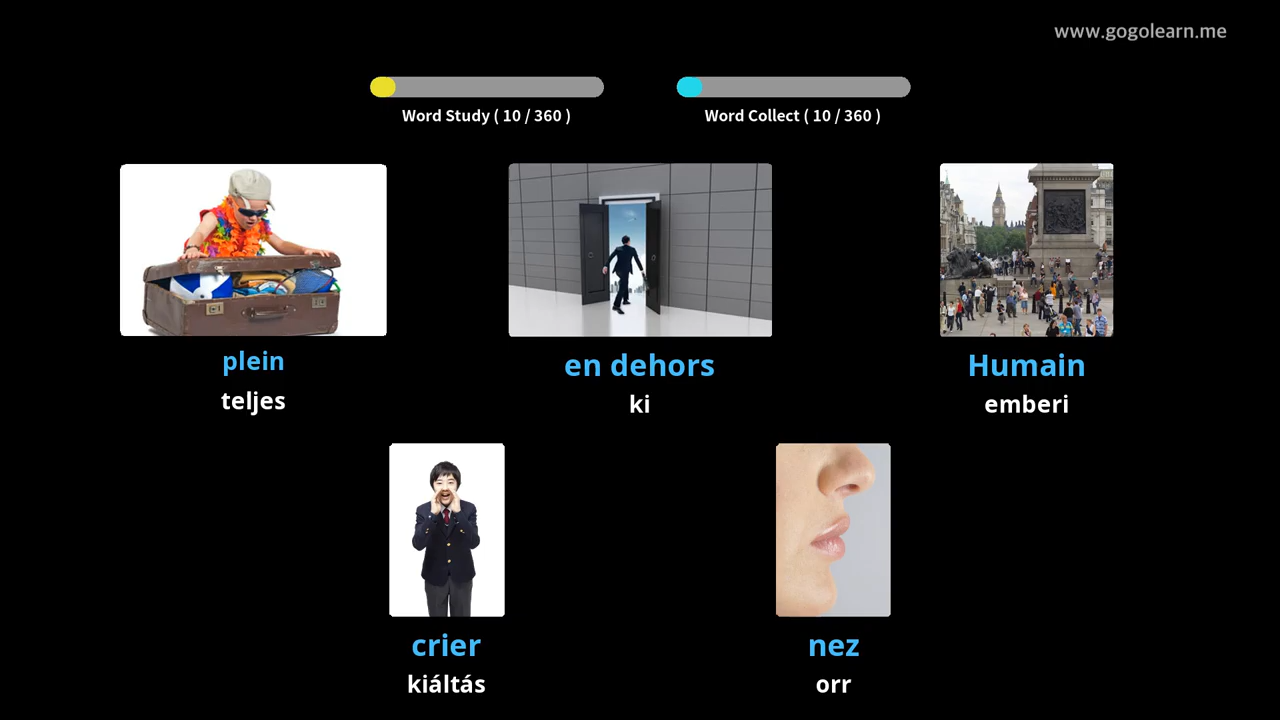 www.gogolearn.me
Word Study ( 10 / 360 )
Word Collect ( 10 / 360 )
plein
teljes
en dehors
ki
Humain
emberi
crier
kiáltás
nez
orr